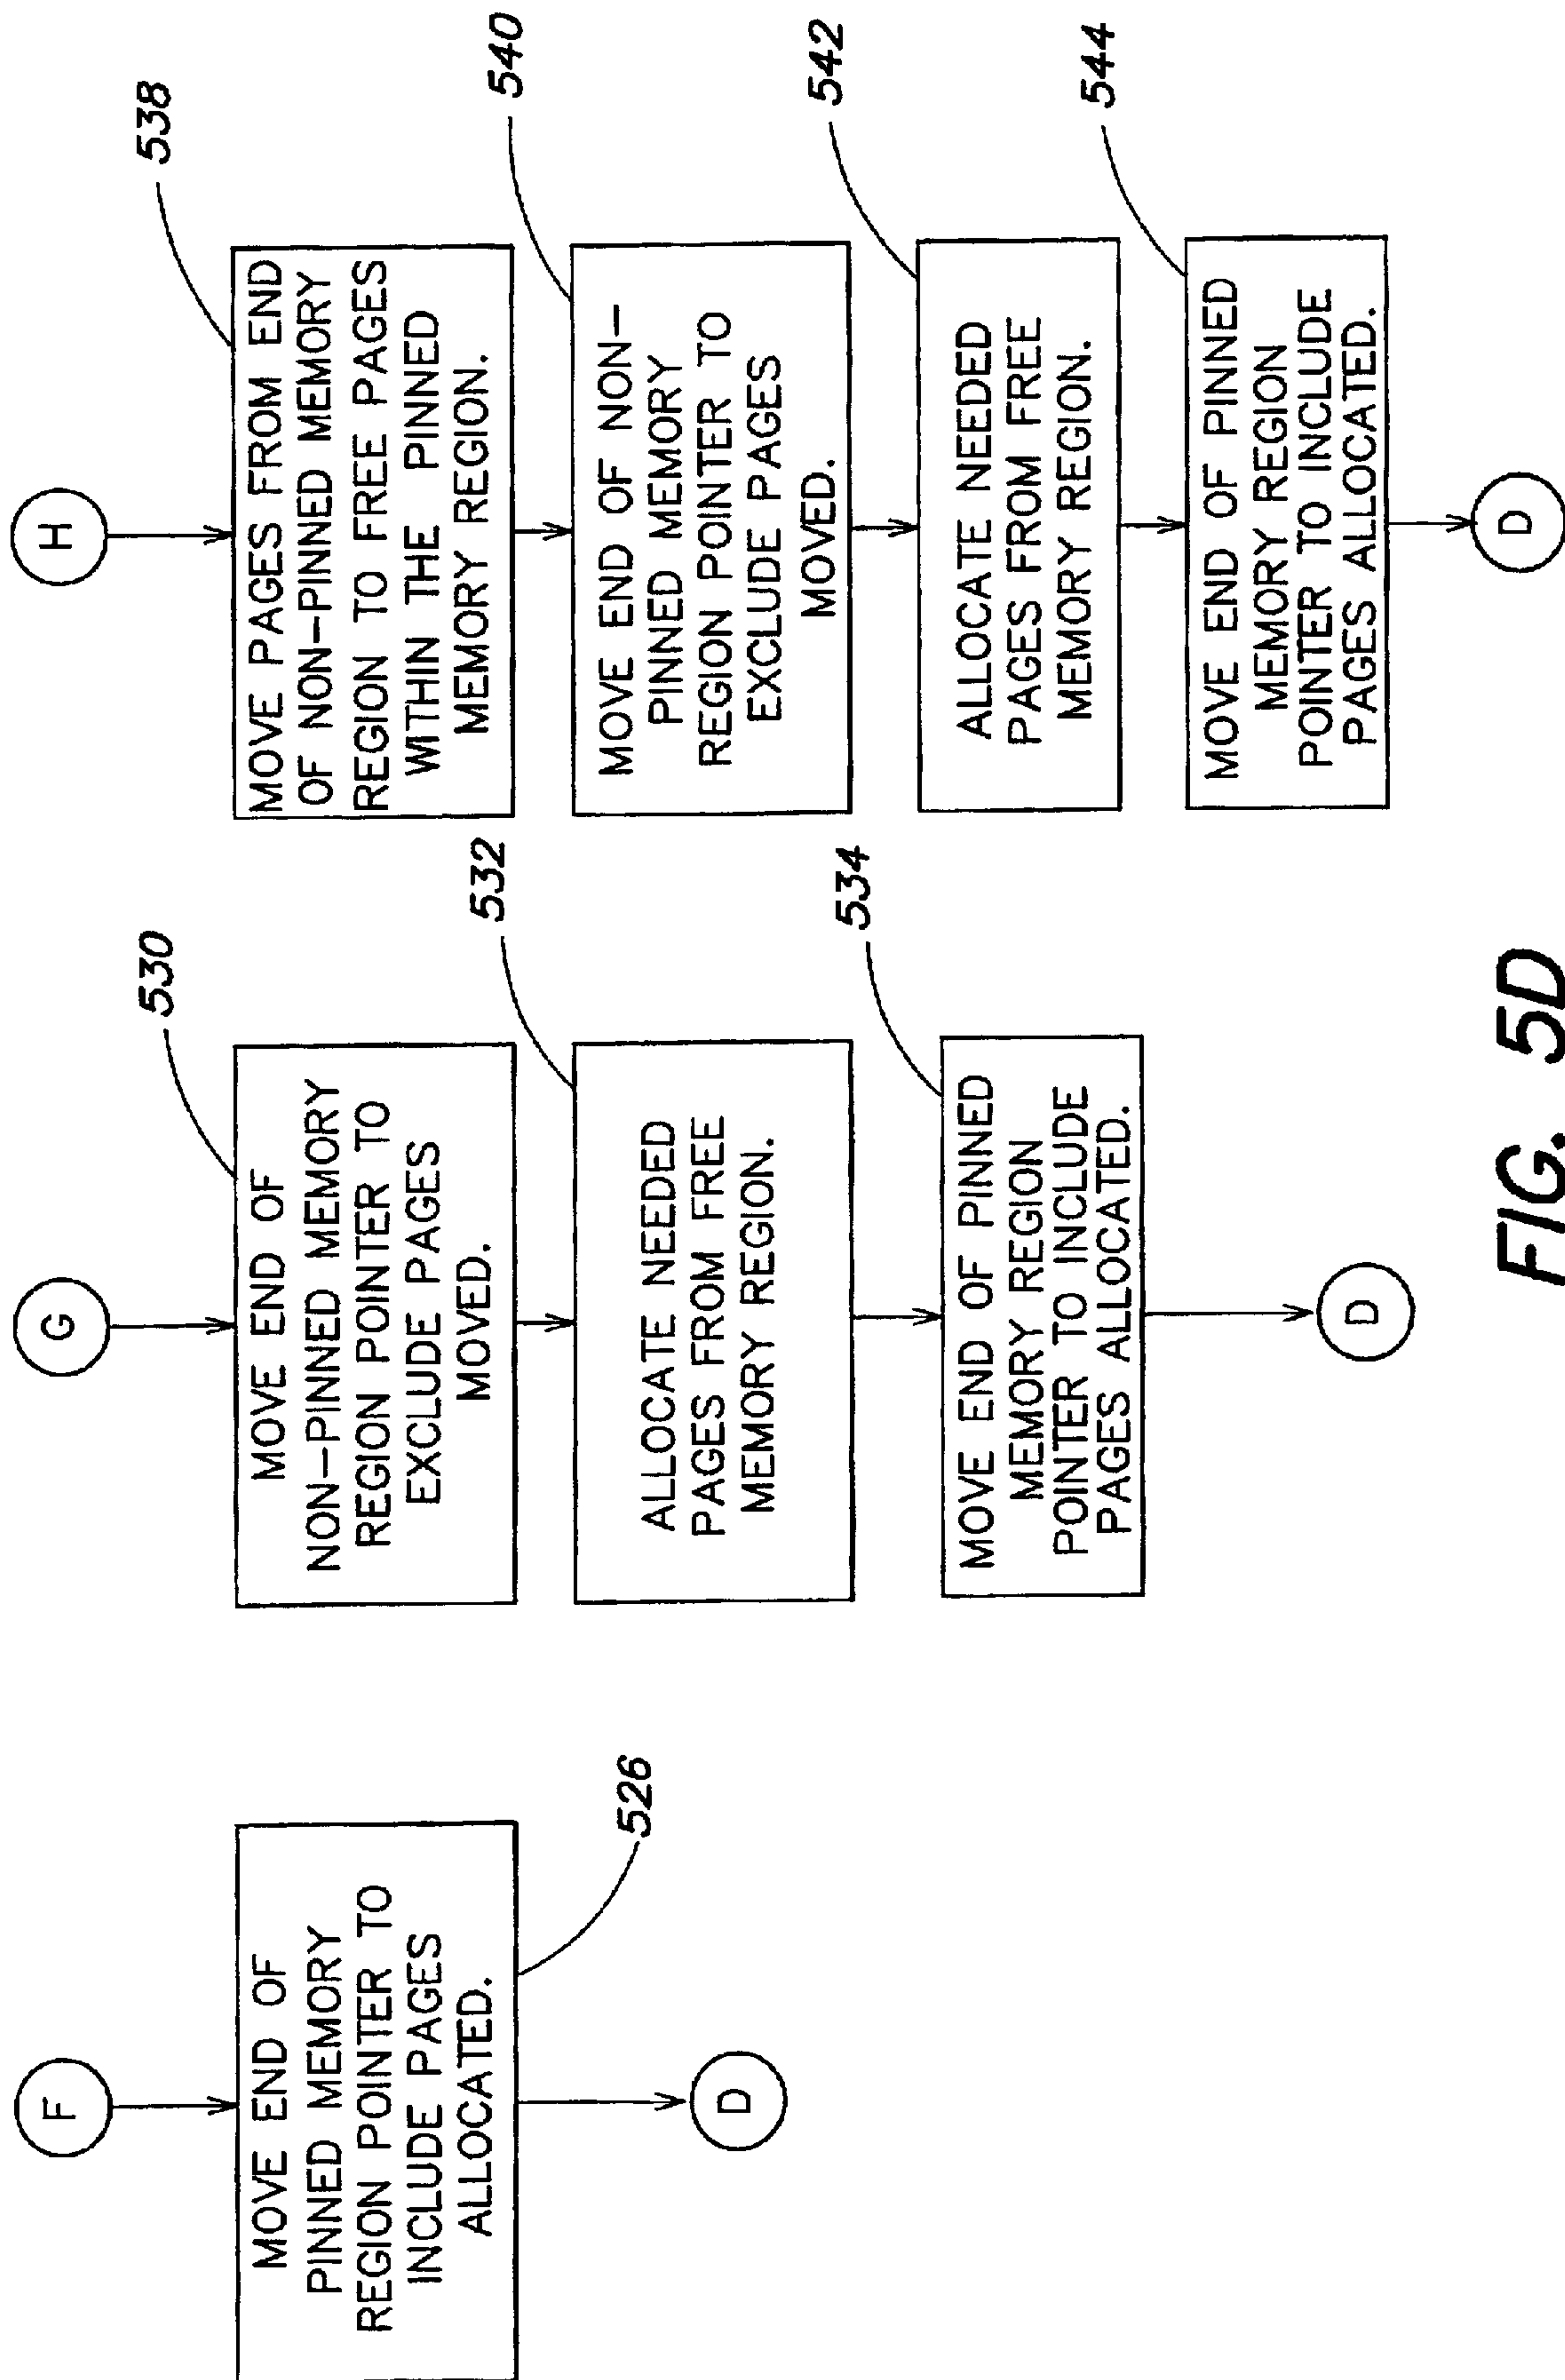 F
MOVE END OF
PINNED MEMORY
REGION POINTER TO
INCLUDE PAGES
ALLOCATED.
526
D
G
530
MOVE END OF
NON-PINNED MEMORY
REGION POINTER TO
EXCLUDE PAGES
MOVED.
532
ALLOCATE NEEDED
PAGES FROM FREE
MEMORY REGION.
534
MOVE END OF PINNED
MEMORY REGION
POINTER TO INCLUDE
PAGES ALLOCATED.
D
H
538
MOVE PAGES FROM END
OF NON-PINNED MEMORY
REGION TO FREE PAGES
WITHIN THE PINNED
MEMORY REGION.
540
MOVE END OF NON-
PINNED MEMORY
REGION POINTER TO
EXCLUDE PAGES
MOVED.
542
ALLOCATE NEEDED
PAGES FROM FREE
MEMORY REGION.
544
MOVE END OF PINNED
MEMORY REGION
POINTER TO INCLUDE
PAGES ALLOCATED.
D
FIG. 5D